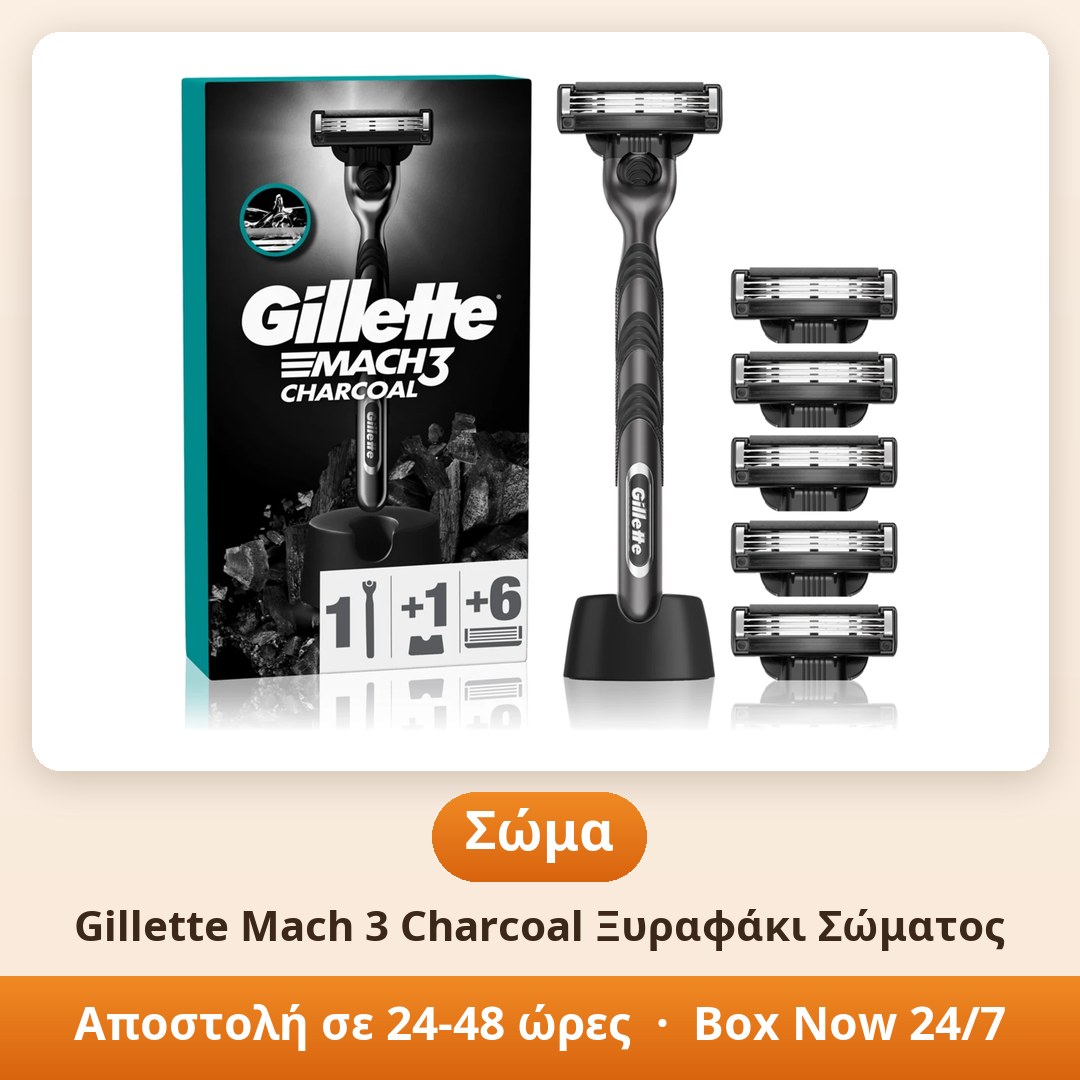 Gillette
MACH3
CHARCOAL
Gillette
1 +1 +6
Gillette
Σώμα
Gillette Mach 3 Charcoal Ξυραφάκι Σώματος
Αποστολή σε 24-48 ώρες · Box Now 24/7